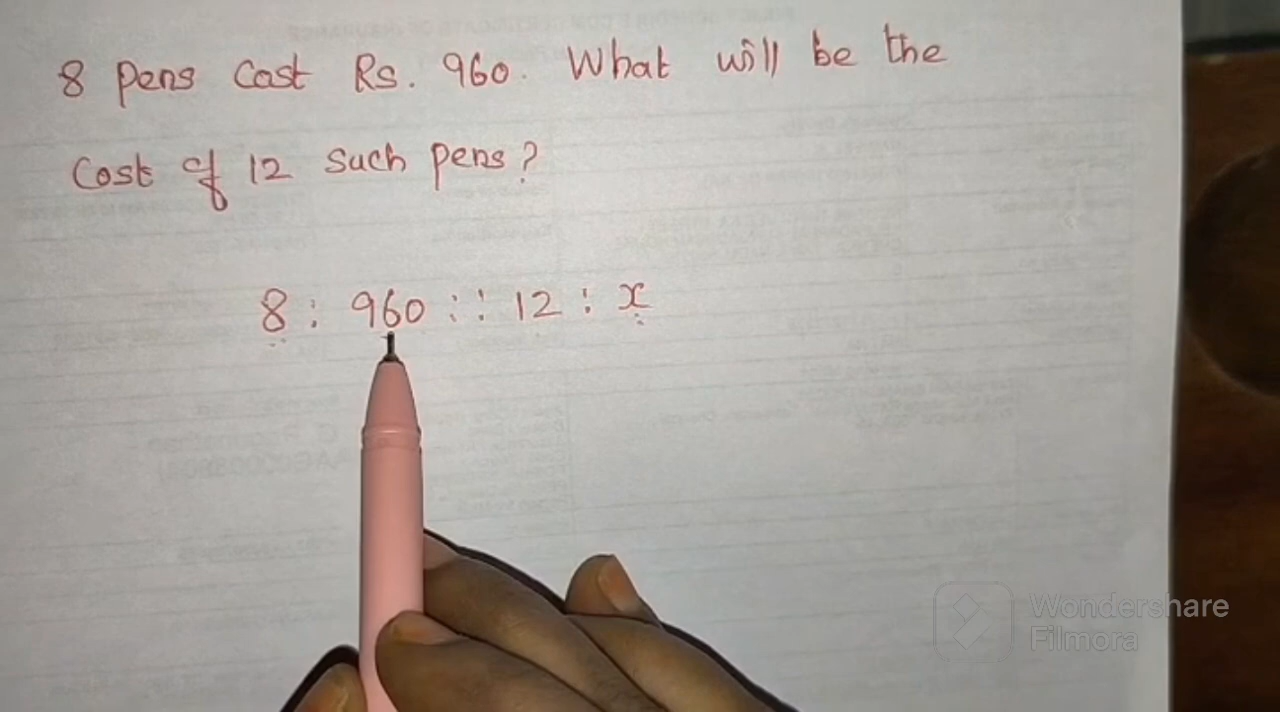 8 pens Cost Rs. 960. What will be the
Cost of 12 Such pens?
8 : 960 :: 12 : x
Wondershare
Filmora